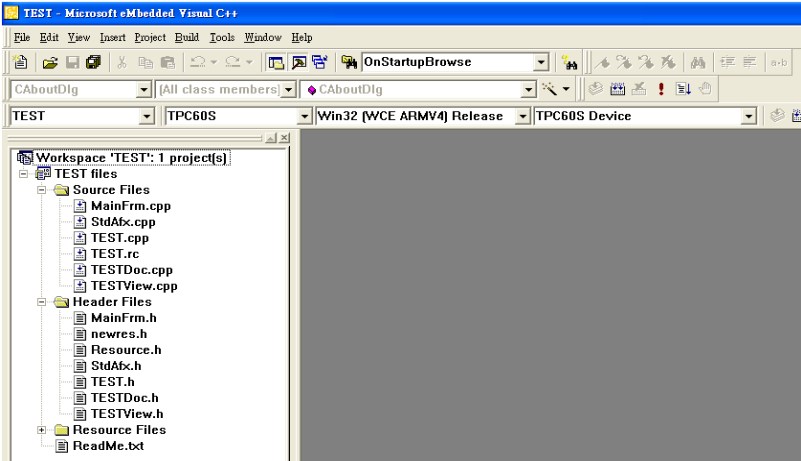 TEST - Microsoft eMbedded Visual C++
File Edit View Insert Project Build Tools Window Help
OnStartupBrowse
a+b
CAboutDlg [All class members] CAboutDlg
TEST TPC60S Win32 (WCE ARMV4) Release TPC60S Device
Workspace 'TEST': 1 project(s)
TEST files
Source Files
MainFrm.cpp
StdAfx.cpp
TEST.cpp
TEST.rc
TESTDoc.cpp
TESTView.cpp
Header Files
MainFrm.h
newres.h
Resource.h
StdAfx.h
TEST.h
TESTDoc.h
TESTView.h
Resource Files
ReadMe.txt